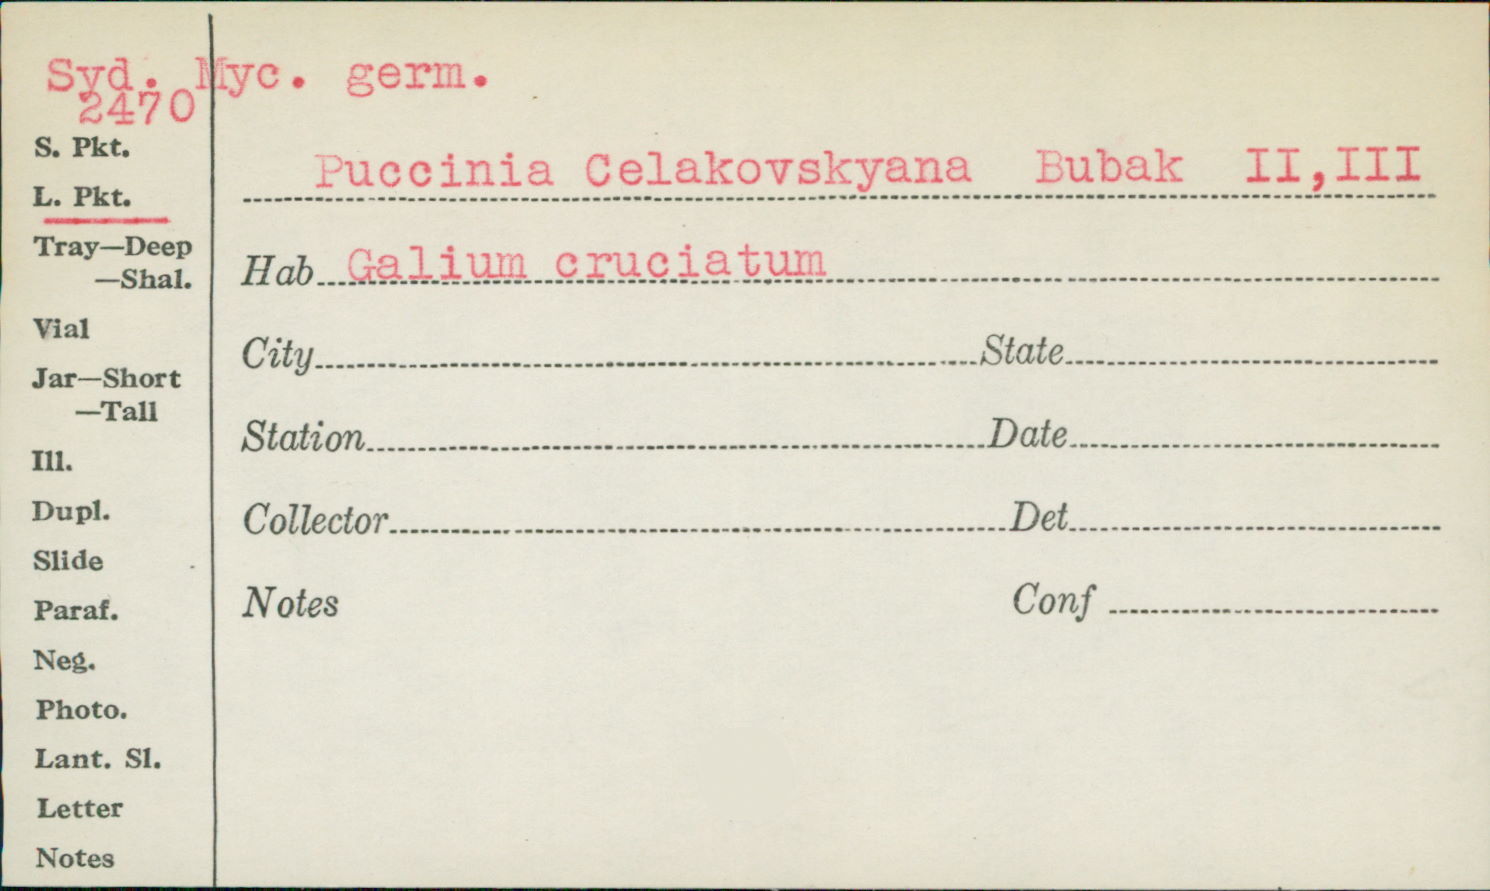 Syd. Myc. germ.
2470
S. Pkt.
Puccinia Celakovskyana Bubak II,III
L. Pkt.
Tray—Deep
—Shal.
Hab Galium cruciatum
Vial
City State
Jar—Short
—Tall
Station Date
Ill.
Dupl.
Collector Det
Slide
Paraf.
Notes Conf
Neg.
Photo.
Lant. Sl.
Letter
Notes